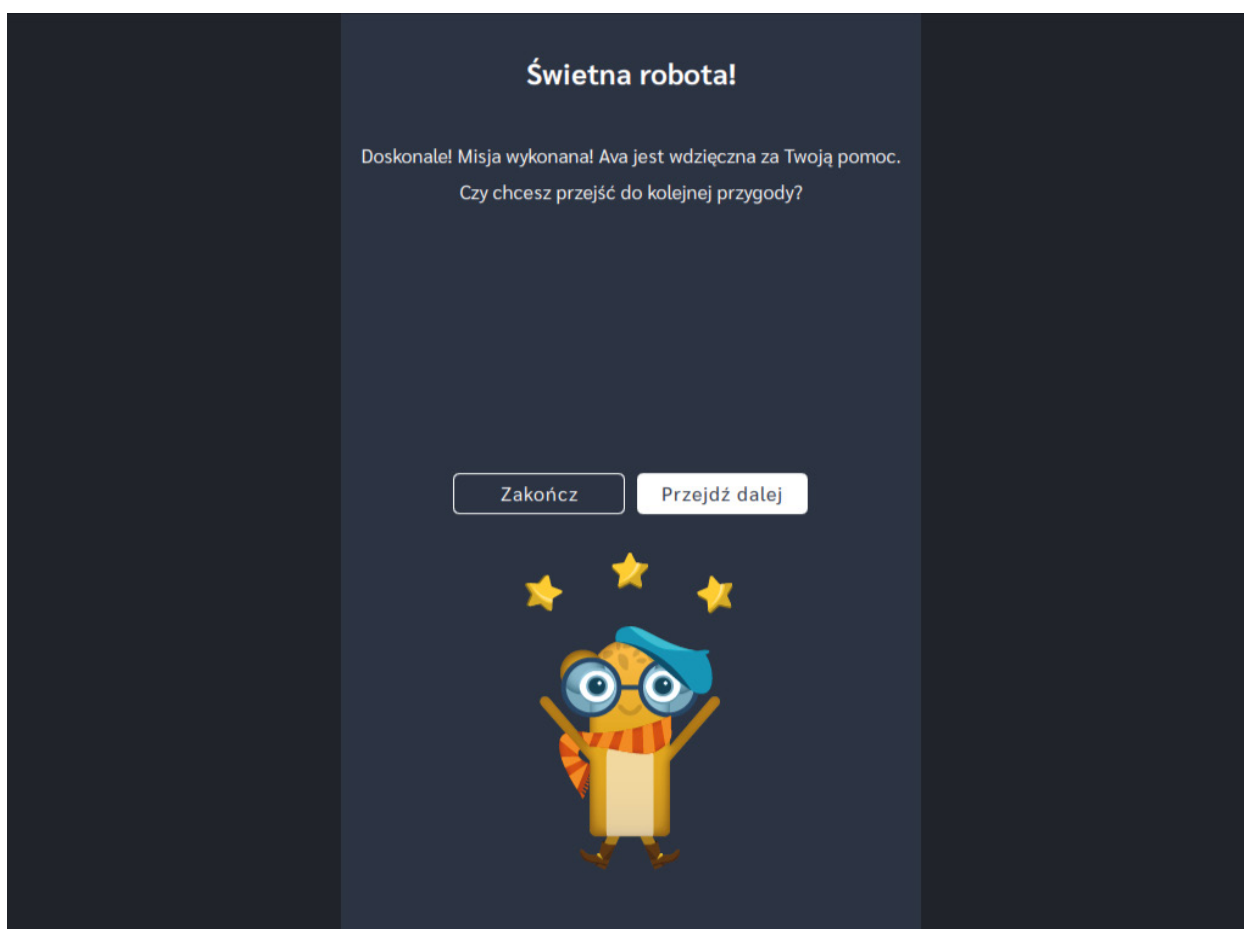 Świetna robota!
Doskonale! Misja wykonana! Ava jest wdzięczna za Twoją pomoc.
Czy chcesz przejść do kolejnej przygody?
Zakończ
Przejdź dalej